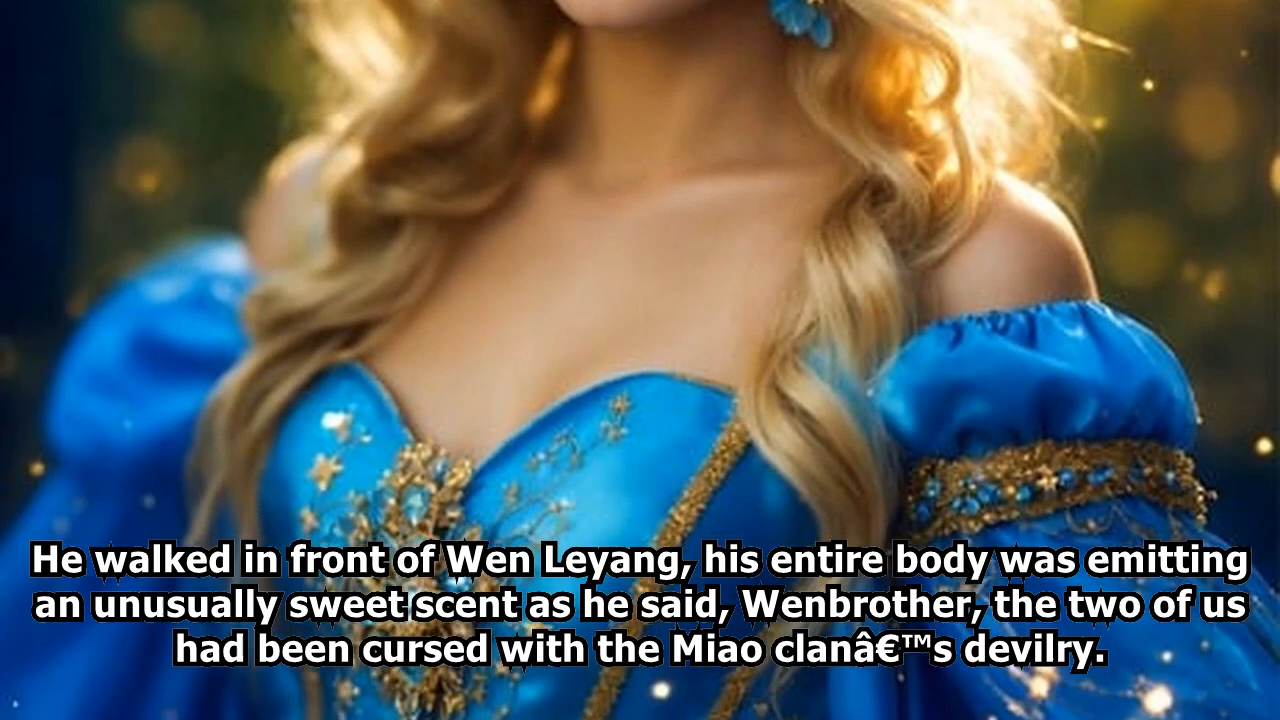 He walked in front of Wen Leyang, his entire body was emitting
an unusually sweet scent as he said, Wenbrother, the two of us
had been cursed with the Miao clanâ€™s devilry.